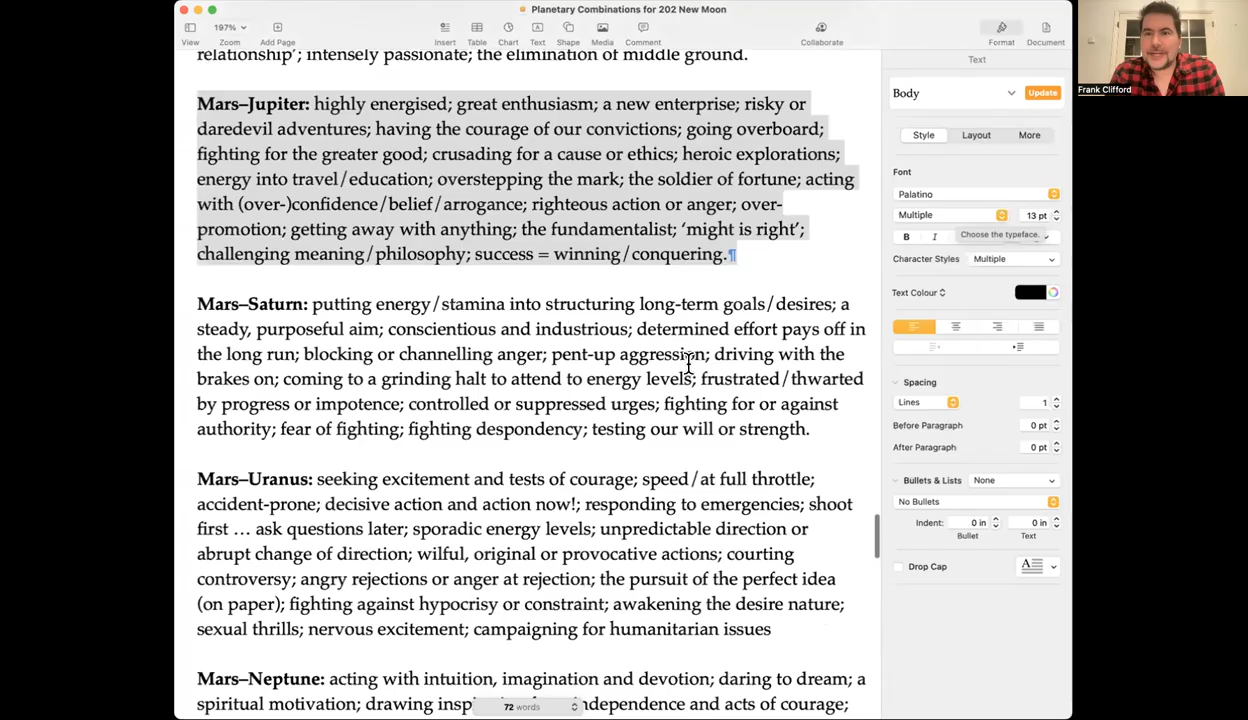 Planetary Combinations for 202 New Moon
197%
View
Zoom
Add Page
Insert
Table
Chart
Text
Shape
Media
Comment
Collaborate
Format
Document
relationship’; intensely passionate; the elimination of middle ground.
Mars–Jupiter: highly energised; great enthusiasm; a new enterprise; risky or
daredevil adventures; having the courage of our convictions; going overboard;
fighting for the greater good; crusading for a cause or ethics; heroic explorations;
energy into travel/education; overstepping the mark; the soldier of fortune; acting
with (over-)confidence/belief/arrogance; righteous action or anger; over-
promotion; getting away with anything; the fundamentalist; ‘might is right’;
challenging meaning/philosophy; success = winning/conquering.¶
Mars–Saturn: putting energy/stamina into structuring long-term goals/desires; a
steady, purposeful aim; conscientious and industrious; determined effort pays off in
the long run; blocking or channelling anger; pent-up aggression; driving with the
brakes on; coming to a grinding halt to attend to energy levels; frustrated/thwarted
by progress or impotence; controlled or suppressed urges; fighting for or against
authority; fear of fighting; fighting despondency; testing our will or strength.
Mars–Uranus: seeking excitement and tests of courage; speed/at full throttle;
accident-prone; decisive action and action now!; responding to emergencies; shoot
first … ask questions later; sporadic energy levels; unpredictable direction or
abrupt change of direction; wilful, original or provocative actions; courting
controversy; angry rejections or anger at rejection; the pursuit of the perfect idea
(on paper); fighting against hypocrisy or constraint; awakening the desire nature;
sexual thrills; nervous excitement; campaigning for humanitarian issues
Mars–Neptune: acting with intuition, imagination and devotion; daring to dream; a
spiritual motivation; drawing independence and acts of courage;
72 words
Text
Body
Update
Style
Layout
More
Font
Palatino
Multiple
13 pt
B
I
Choose the typeface.
Character Styles
Multiple
Text Colour
Spacing
Lines
1
Before Paragraph
0 pt
After Paragraph
0 pt
Bullets & Lists
None
No Bullets
Indent:
0 in
0 in
Bullet
Text
Drop Cap
A
Frank Clifford